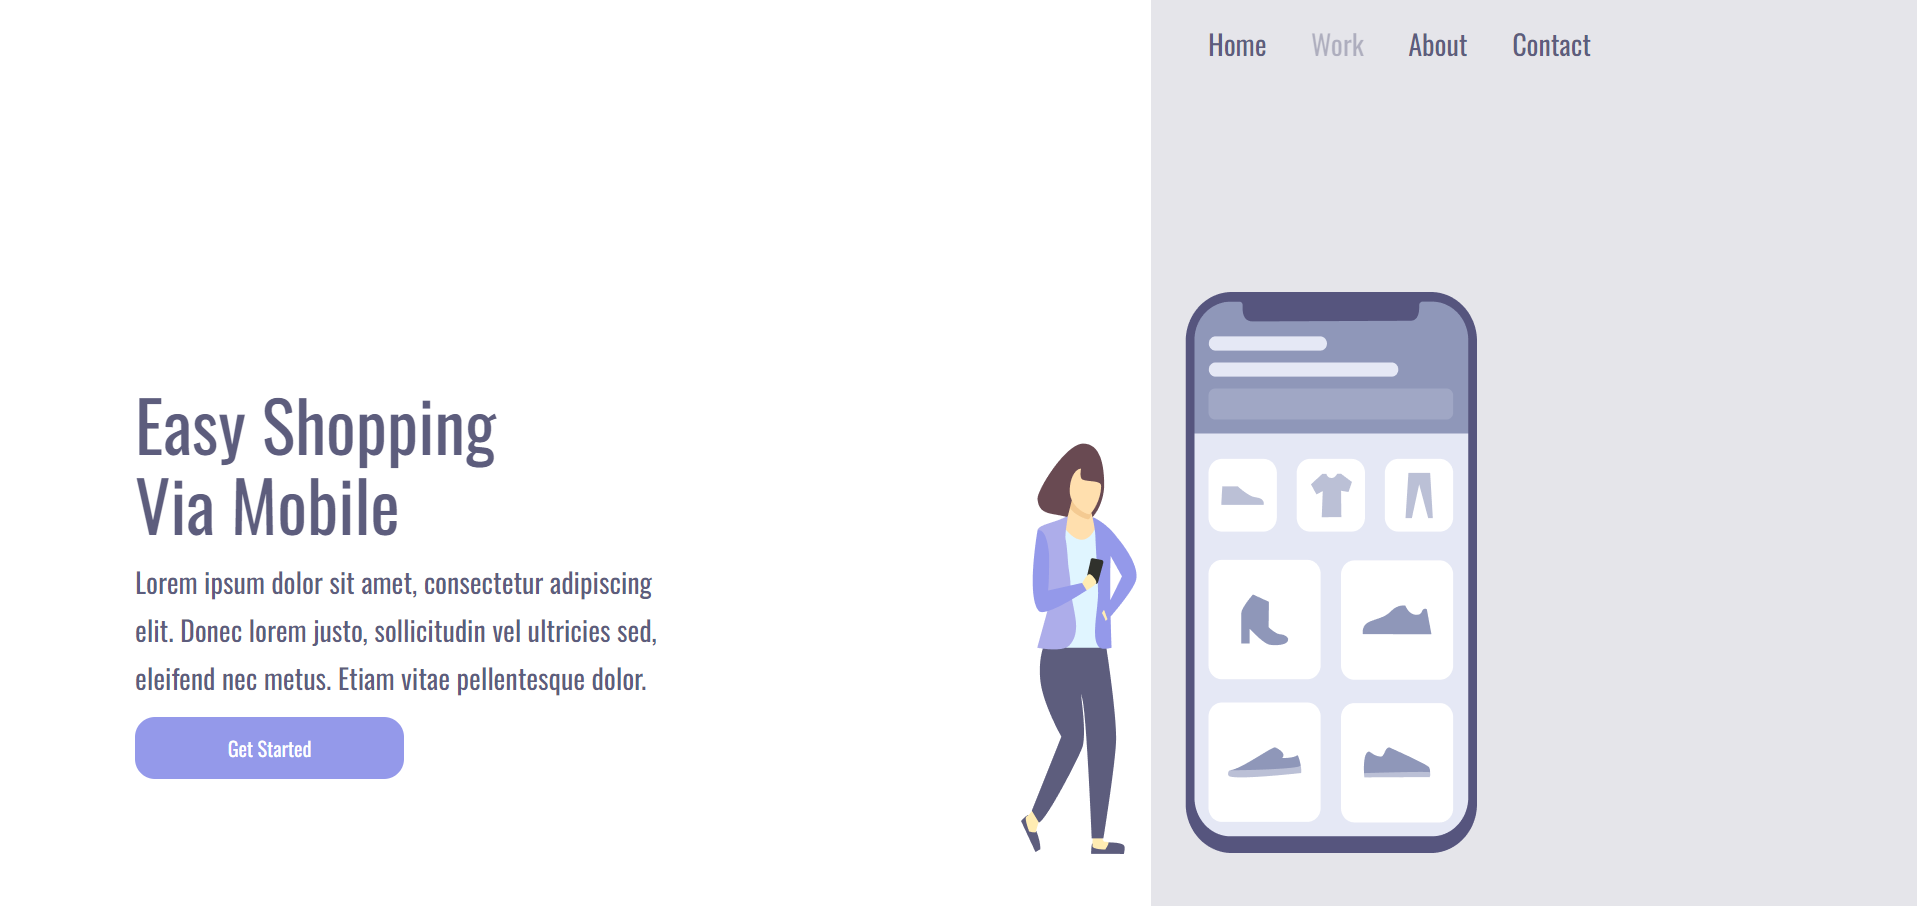 Home Work About Contact
Easy Shopping
Via Mobile
Lorem ipsum dolor sit amet, consectetur adipiscing
elit. Donec lorem justo, sollicitudin vel ultricies sed,
eleifend nec metus. Etiam vitae pellentesque dolor.
Get Started